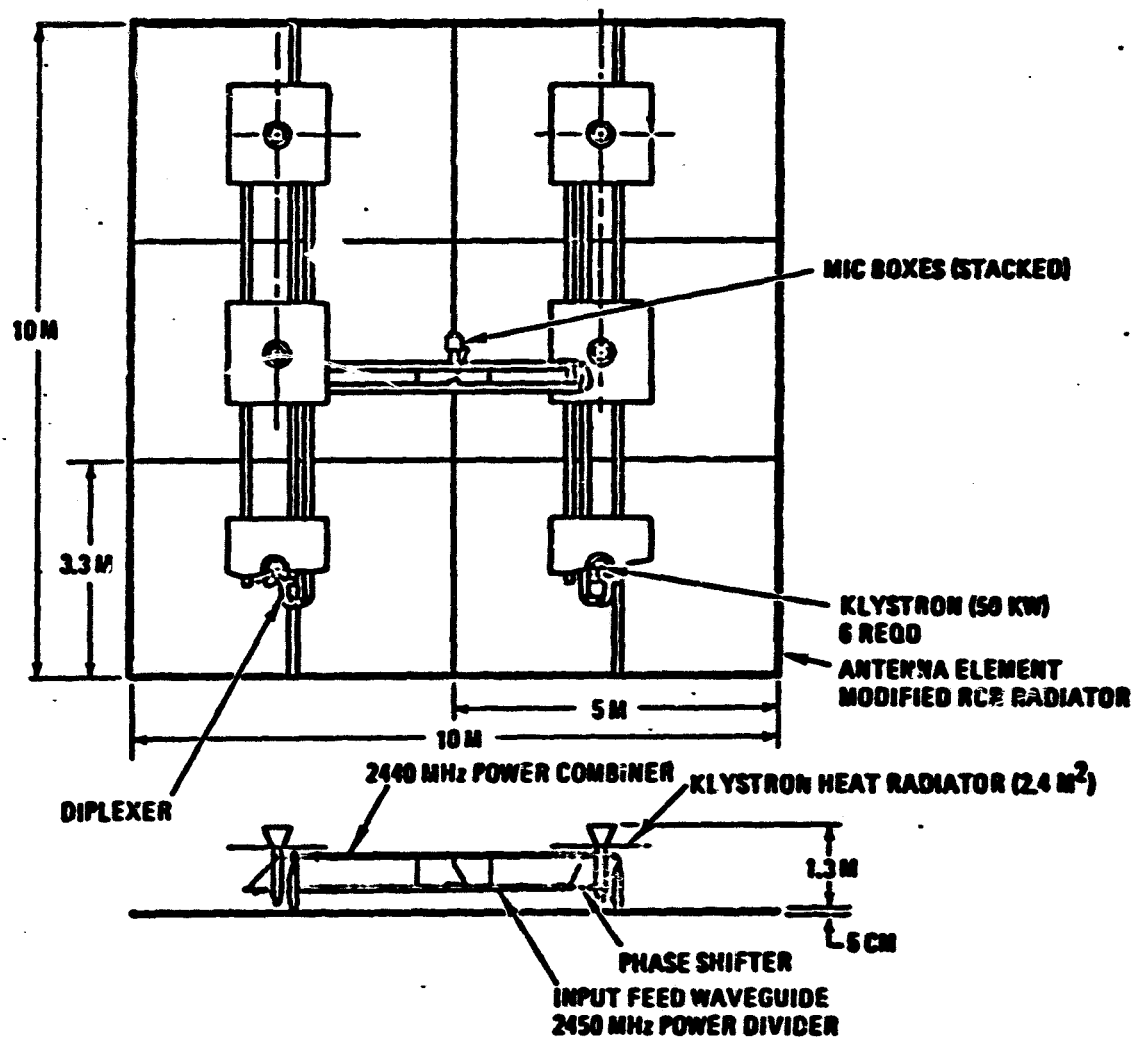 10 M
MIC BOXES (STACKED)
3.3 M
KLYSTRON (50 KW)
6 REQD
ANTENNA ELEMENT
MODIFIED RCR RADIATOR
5 M
10 M
2440 MHz POWER COMBINER
KLYSTRON HEAT RADIATOR (2.4 M²)
DIPLEXER
1.3 M
5 CM
PHASE SHIFTER
INPUT FEED WAVEGUIDE
2450 MHz POWER DIVIDER